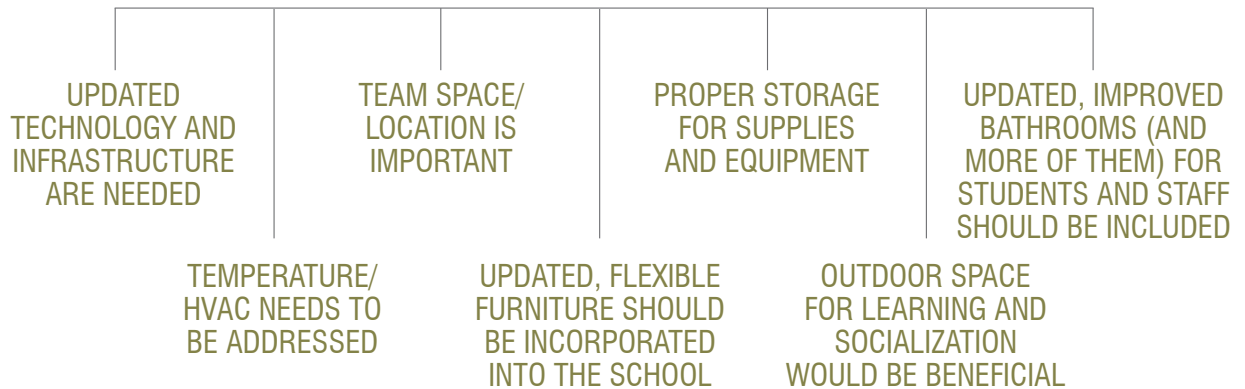 UPDATED
TECHNOLOGY AND
INFRASTRUCTURE
ARE NEEDED
TEAM SPACE/
LOCATION IS
IMPORTANT
PROPER STORAGE
FOR SUPPLIES
AND EQUIPMENT
UPDATED, IMPROVED
BATHROOMS (AND
MORE OF THEM) FOR
STUDENTS AND STAFF
SHOULD BE INCLUDED
TEMPERATURE/
HVAC NEEDS TO
BE ADDRESSED
UPDATED, FLEXIBLE
FURNITURE SHOULD
BE INCORPORATED
INTO THE SCHOOL
OUTDOOR SPACE
FOR LEARNING AND
SOCIALIZATION
WOULD BE BENEFICIAL